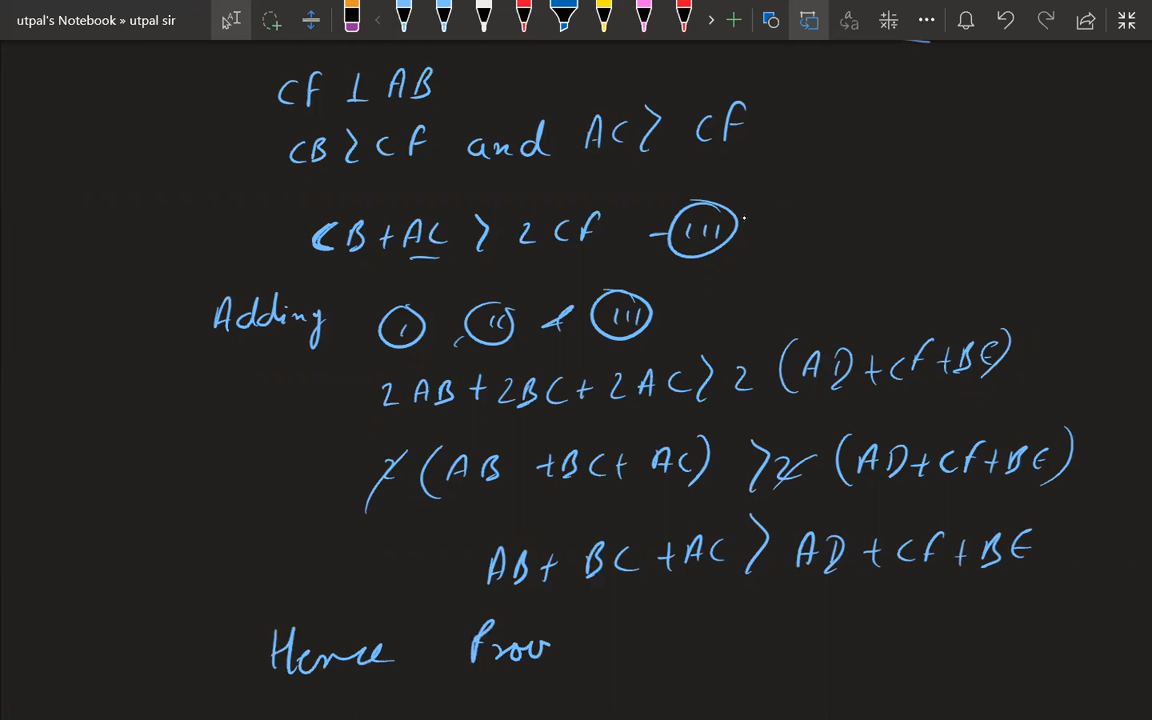 utpal's Notebook » utpal sir
CF ⊥ AB
CB > CF and AC > CF
CB + AC > 2 CF - (iii)
Adding (i), (ii) & (iii)
2AB + 2BC + 2AC > 2 (AD + CF + BE)
2 (AB + BC + AC) > 2 (AD + CF + BE)
AB + BC + AC > AD + CF + BE
Hence Prov